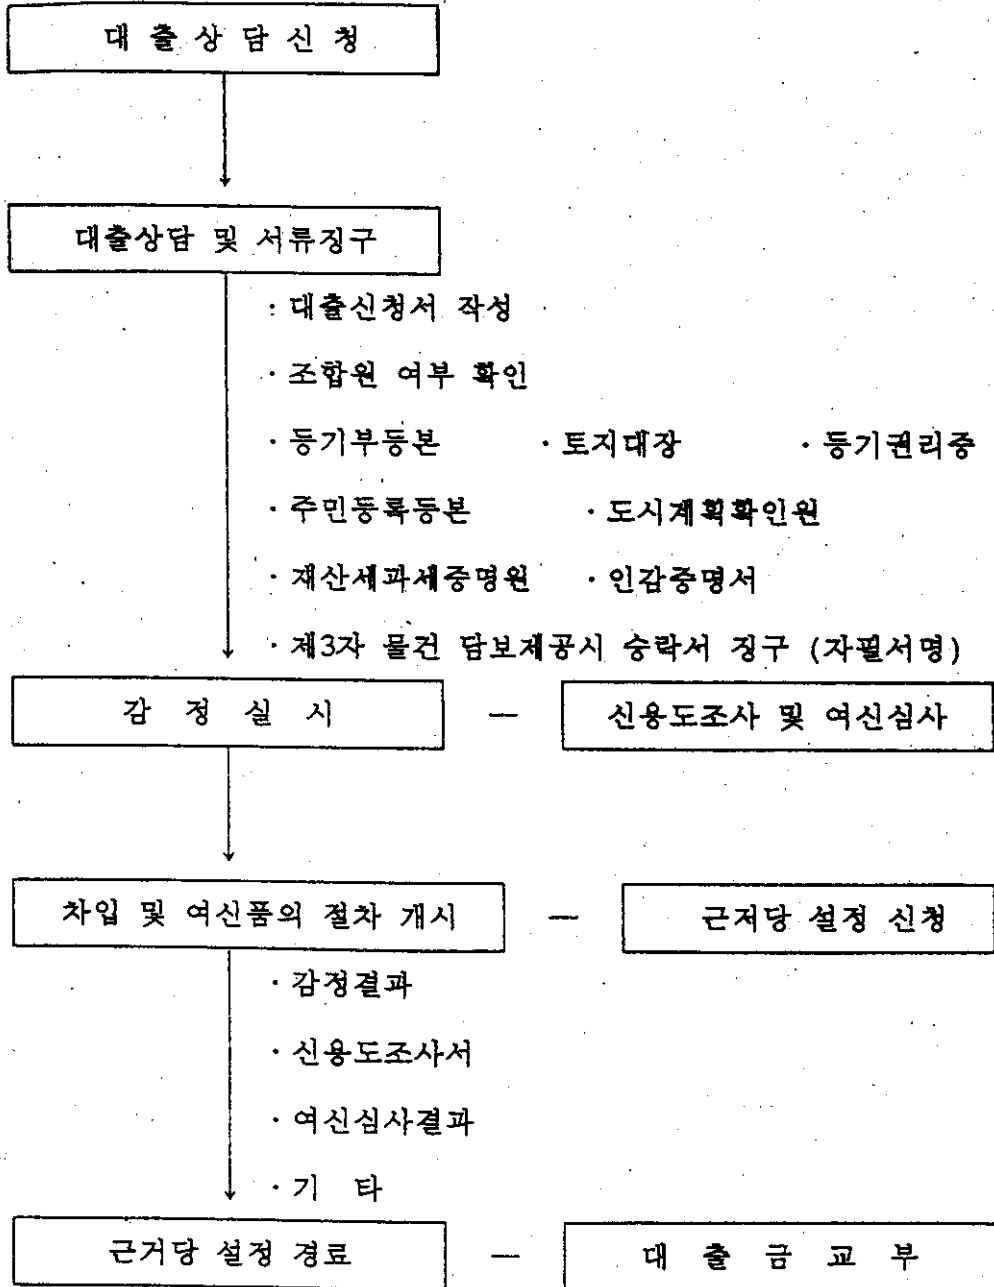 대 출 상 담 신 청
대출상담 및 서류징구
: 대출신청서 작성
· 조합원 여부 확인
· 등기부등본 · 토지대장 · 등기권리증
· 주민등록등본 · 도시계획확인원
· 재산세과세증명원 · 인감증명서
· 제3자 물건 담보제공시 승락서 징구 (자필서명)
감 정 실 시 — 신용도조사 및 여신심사
차입 및 여신품의 절차 개시 — 근저당 설정 신청
· 감정결과
· 신용도조사서
· 여신심사결과
· 기 타
근거당 설정 경료 — 대 출 금 교 부